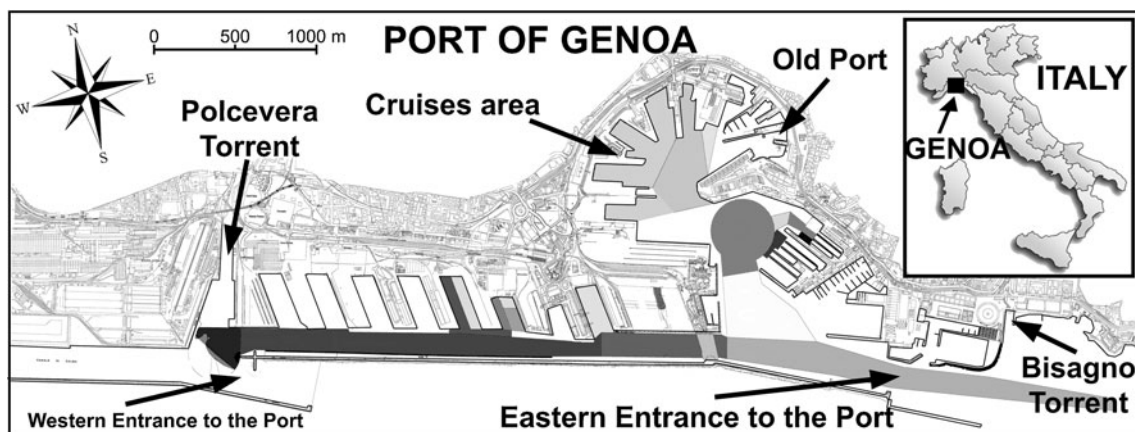 N
E
S
W
0 500 1000 m
PORT OF GENOA
Polcevera
Torrent
Cruises area
Old Port
ITALY
GENOA
Western Entrance to the Port
Eastern Entrance to the Port
Bisagno
Torrent